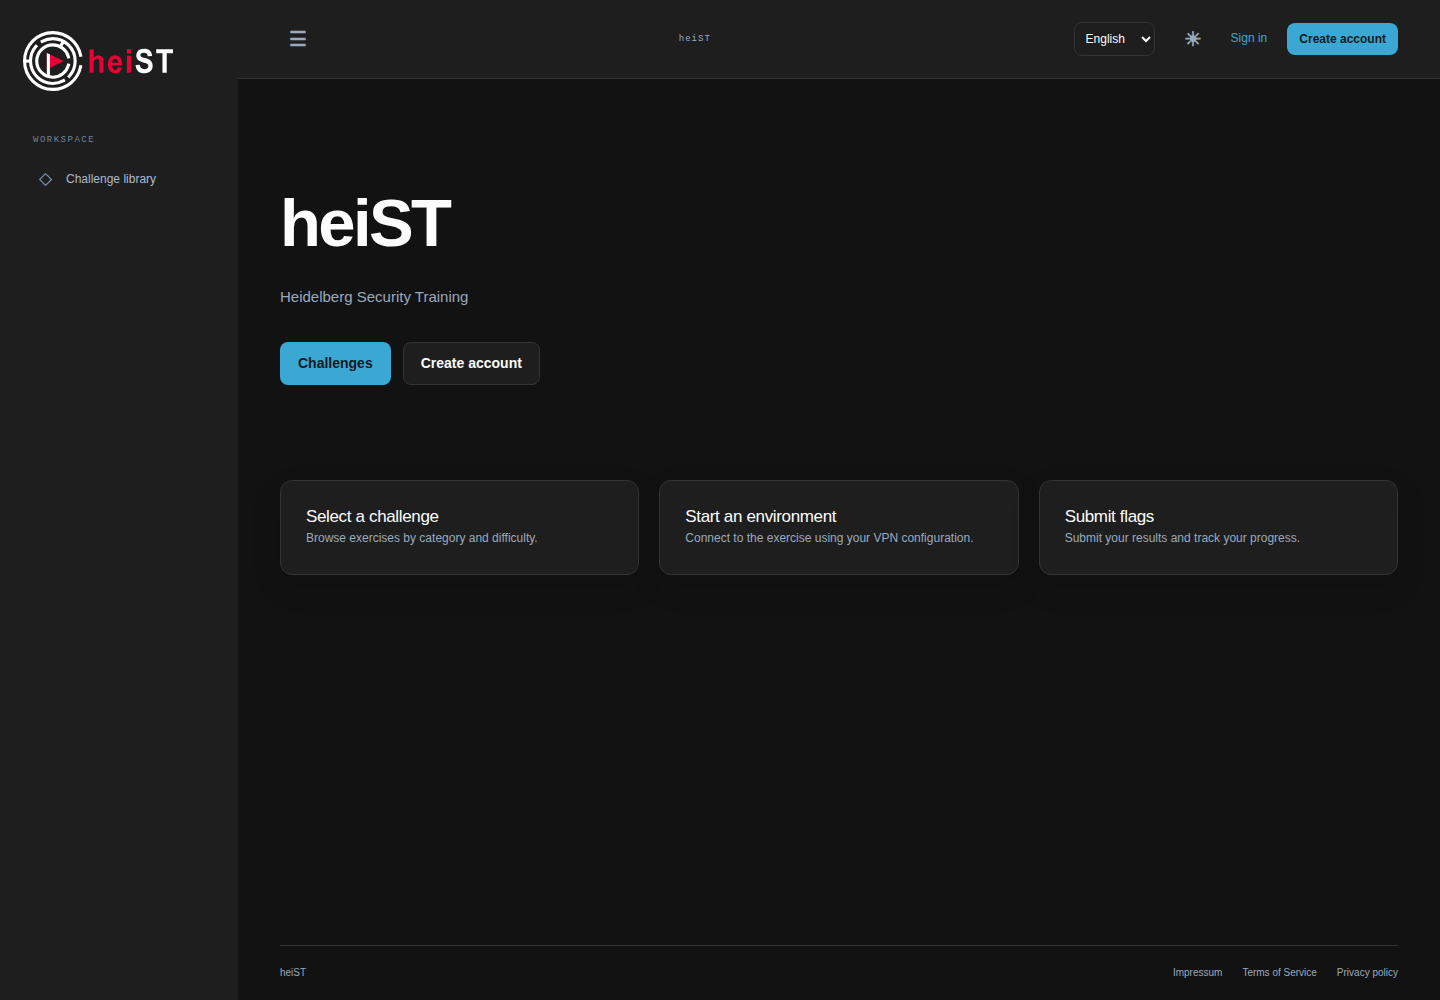 heiST
WORKSPACE
Challenge library
heiST
English
Sign in
Create account
heiST
Heidelberg Security Training
Challenges
Create account
Select a challenge
Browse exercises by category and difficulty.
Start an environment
Connect to the exercise using your VPN configuration.
Submit flags
Submit your results and track your progress.
heiST
Impressum
Terms of Service
Privacy policy